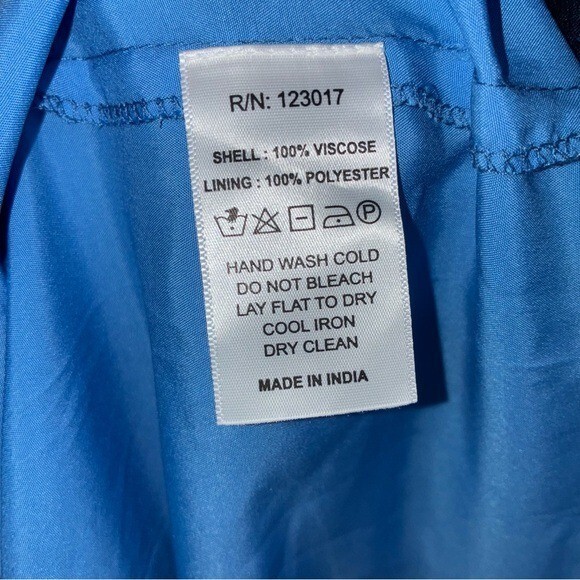 R/N: 123017
SHELL : 100% VISCOSE
LINING : 100% POLYESTER
P
HAND WASH COLD
DO NOT BLEACH
LAY FLAT TO DRY
COOL IRON
DRY CLEAN
MADE IN INDIA